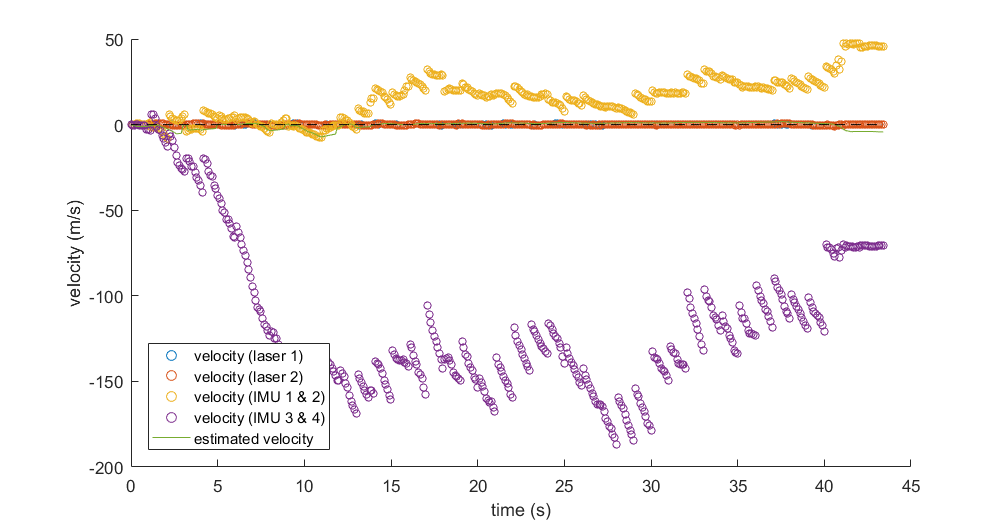 50
0
-50
-100
-150
-200
velocity (m/s)
velocity (laser 1)
velocity (laser 2)
velocity (IMU 1 & 2)
velocity (IMU 3 & 4)
estimated velocity
0 5 10 15 20 25 30 35 40 45
time (s)